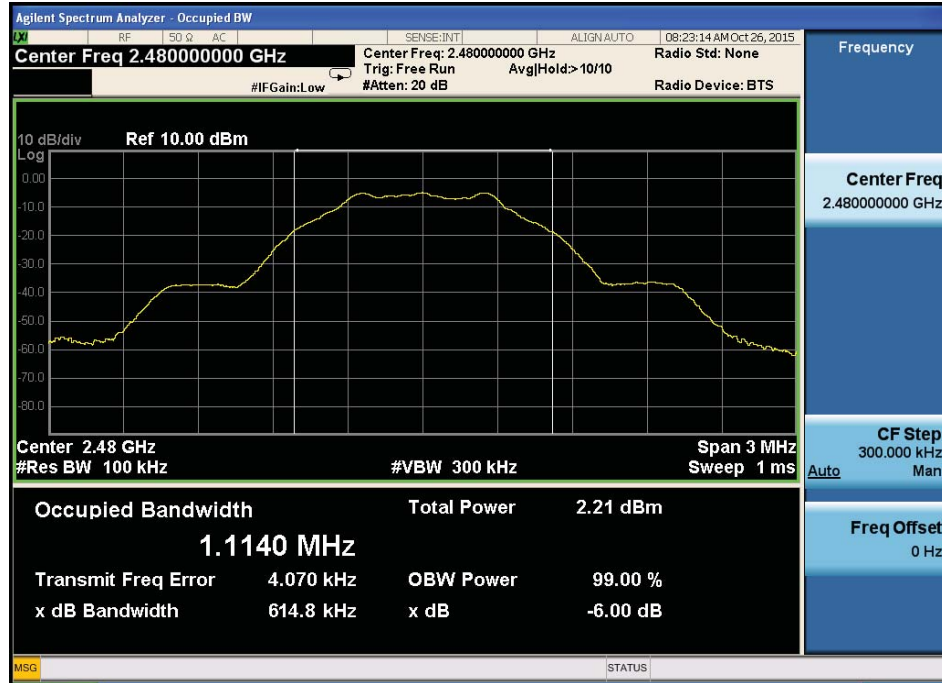 Agilent Spectrum Analyzer - Occupied BW
LXI RF 50 Ω AC SENSE:INT ALIGN AUTO 08:23:14 AM Oct 26, 2015
Center Freq 2.480000000 GHz
Center Freq: 2.480000000 GHz
Radio Std: None
Trig: Free Run Avg|Hold:>10/10
#IFGain:Low
#Atten: 20 dB
Radio Device: BTS
10 dB/div Ref 10.00 dBm
Log
0.00
-10.0
-20.0
-30.0
-40.0
-50.0
-60.0
-70.0
-80.0
Center 2.48 GHz Span 3 MHz
#Res BW 100 kHz #VBW 300 kHz Sweep 1 ms
Occupied Bandwidth Total Power 2.21 dBm
1.1140 MHz
Transmit Freq Error 4.070 kHz OBW Power 99.00 %
x dB Bandwidth 614.8 kHz x dB -6.00 dB
MSG STATUS
Frequency
Center Freq
2.480000000 GHz
CF Step
300.000 kHz
Auto Man
Freq Offset
0 Hz